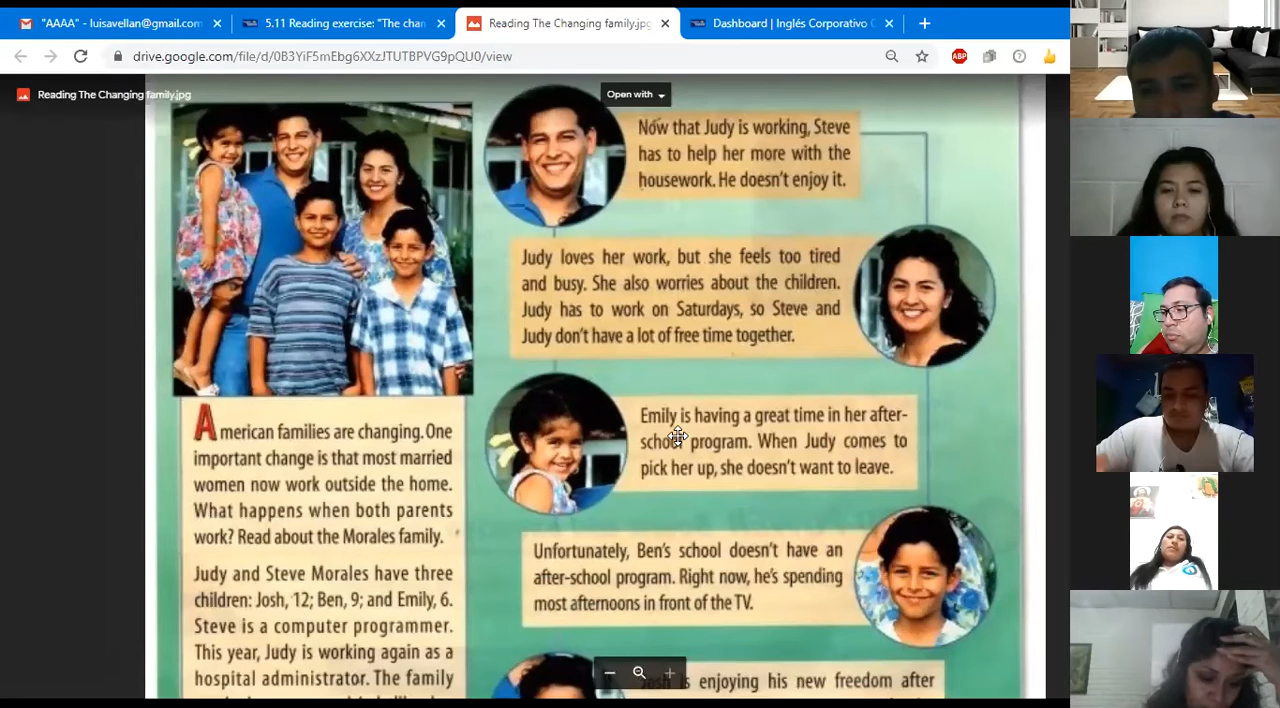 "AAAA" - luisavellan@gmail.com
5.11 Reading exercise: "The chan
Reading The Changing family.jpg
Dashboard | Inglés Corporativo C
drive.google.com/file/d/0B3YiF5mEbg6XXzJTUTBPVG9pQU0/view
ABP
Reading The Changing family.jpg
Open with
Now that Judy is working, Steve
has to help her more with the
housework. He doesn't enjoy it.
Judy loves her work, but she feels too tired
and busy. She also worries about the children.
Judy has to work on Saturdays, so Steve and
Judy don't have a lot of free time together.
Emily is having a great time in her after-
school program. When Judy comes to
pick her up, she doesn't want to leave.
Unfortunately, Ben's school doesn't have an
after-school program. Right now, he's spending
most afternoons in front of the TV.
Josh is enjoying his new freedom after
American families are changing. One
important change is that most married
women now work outside the home.
What happens when both parents
work? Read about the Morales family.
Judy and Steve Morales have three
children: Josh, 12; Ben, 9; and Emily, 6.
Steve is a computer programmer.
This year, Judy is working again as a
hospital administrator. The family